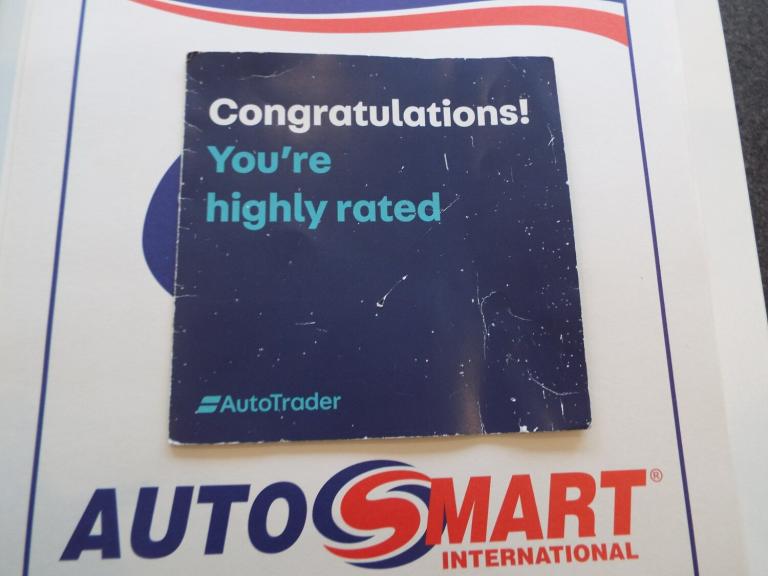 Congratulations!
You're
highly rated
AutoTrader
AUTOSMART®
INTERNATIONAL